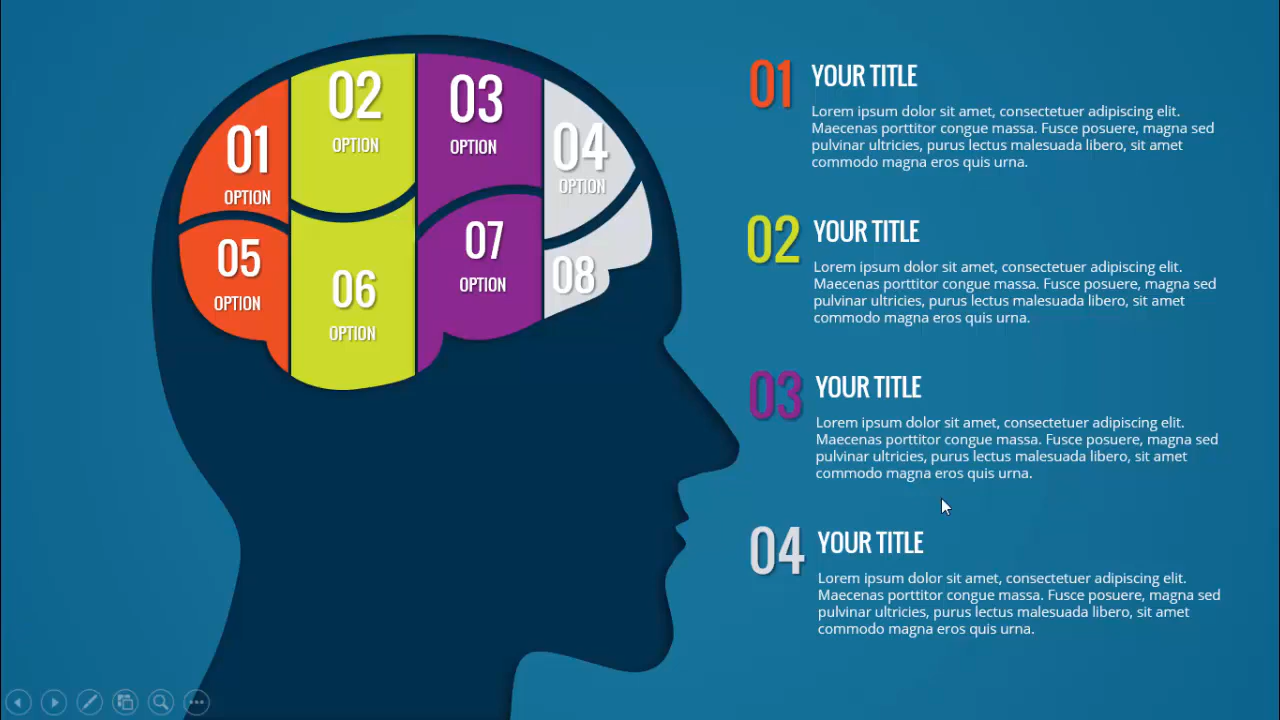 01
OPTION
02
OPTION
03
OPTION
04
OPTION
05
OPTION
06
OPTION
07
OPTION
08
01 YOUR TITLE
Lorem ipsum dolor sit amet, consectetuer adipiscing elit.
Maecenas porttitor congue massa. Fusce posuere, magna sed
pulvinar ultricies, purus lectus malesuada libero, sit amet
commodo magna eros quis urna.
02 YOUR TITLE
Lorem ipsum dolor sit amet, consectetuer adipiscing elit.
Maecenas porttitor congue massa. Fusce posuere, magna sed
pulvinar ultricies, purus lectus malesuada libero, sit amet
commodo magna eros quis urna.
03 YOUR TITLE
Lorem ipsum dolor sit amet, consectetuer adipiscing elit.
Maecenas porttitor congue massa. Fusce posuere, magna sed
pulvinar ultricies, purus lectus malesuada libero, sit amet
commodo magna eros quis urna.
04 YOUR TITLE
Lorem ipsum dolor sit amet, consectetuer adipiscing elit.
Maecenas porttitor congue massa. Fusce posuere, magna sed
pulvinar ultricies, purus lectus malesuada libero, sit amet
commodo magna eros quis urna.